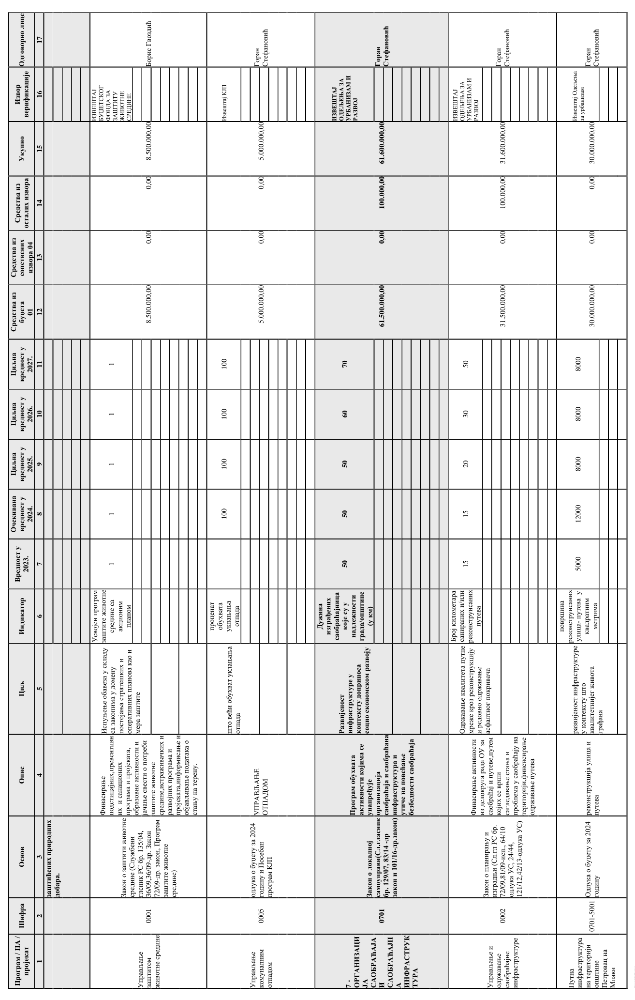 Програм / ПА /
пројекат
Шифра
Основ
Опис
Циљ
Индикатор
Вредност у
2023.
Очекивана
вредност у
2024.
Циљна
вредност у
2025.
Циљна
вредност у
2026.
Циљна
вредност у
2027.
Средства из
буџета
01
Средства из
сопствених
извора 04
Средства из
осталих извора
Укупно
Извор
верификације
Одговорно лице
1
2
3
4
5
6
7
8
9
10
11
12
13
14
15
16
17
заштићених природних
добара.
Управљање
заштитом
животне средине
0001
Закон о заштити животне
средине (Службени
гленик РС бр. 135/04,
36/09,36/09-др. Закон
72/09-др. закон, Програм
заштите животне
средине)
Финасирање
подстицајних,превентивн
их и санационих
програма и пројеката,
образовне активности и
јачање свести о потреби
заштите животне
средине,истраживачких и
развојних програма и
пројеката,информисање и
објављивање података о
стању на терену.
Испуњење обавеза у складу
са законима у домену
постојања стратешких и
оперативних планова као и
мера заштите
Усвојен програм
заштите животне
средине са
акционим
планом
1
1
1
1
1
8.500.000,00
0,00
0,00
8.500.000,00
ИЗВЕШТАЈ
БУЏЕТСКОГ
ФОНДА ЗА
ЗАШТИТУ
ЖИВОТНЕ
СРЕДИНЕ
Борис Гвоздић
Управљање
комуналним
отпадом
0005
одлука о буџету за 2024
годину и Посебан
програм КЈП
УПРАВЉАЊЕ
ОТПАДОМ
што већи обухват уклањања
отпада
проценат
обухвата
уклањања
отпада
100
100
100
100
5.000.000,00
0,00
0,00
5.000.000,00
Извештај КЈП
Горан
Стефановић
7 -
ОРГАНИЗАЦИ
ЈА
САОБРАЋАЈА
И
САОБРАЋАЈН
А
ИНФРАСТРУК
ТУРА
0701
Закон о локалној
самоуправи(Сл.гласник
бр. 129/07, 83/14 -др
закон и 101/16-др.закон)
Програм обухвата
активности којима се
унапређује
организација
саобраћаја и саобраћана
инфраструктура и
утиче на повећање
безбедности саобраћаја
Развијеност
инфраструктуре у
контексту доприноса
социо економском развоју
Дужина
изграђених
саобраћајница
које су у
надлежности
града/општине
(у км)
50
50
50
60
70
61.500.000,00
0,00
100.000,00
61.600.000,00
ИЗВЕШТАЈ
ОДЕЉЕЊА ЗА
УРБАНИЗАМ И
РАЗВОЈ
Горан
Стефановић
Управљање и
одржавање
саобраћајне
инфраструктуре
0002
Закон о планирању и
изградњи (Сл.гл РС бр.
72/09,81/09-исп., 64/10
одлука УС, 24/44,
121/12,42/13-одлука УС)
Финасирање активности
из делокруга рада ОУ за
саобраћај и путеве,путем
којих се врши
сагледавање стања и
проблема у саобраћају на
територији,финсисирање
одржавање путева
Одржавање квалитета путне
мреже кроз реконструкцију
и редовно одржавање
асфалтног покривача
Број километара
санираних и/или
реконструисаних
путева
15
15
20
30
50
31.500.000,00
0,00
100.000,00
31.600.000,00
ИЗВЕШТАЈ
ОДЕЉЕЊА ЗА
УРБАНИЗАМ И
РАЗВОЈ
Горан
Стефановић
Путна
инфраструктура
на територији
општине
Петровац на
Млави
0701-5001
Одлука о буџету за 2024
годину
реконструкција улица и
путева
развијеност инфраструктуре
у контексту што
квалитетнијег живота
грађана
површина
реконструисаних
улица- путева у
квадратним
метрима
5000
12000
8000
8000
8000
30.000.000,00
0,00
0,00
30.000.000,00
Извештај Одељења
за урбанизам
Горан
Стефановић